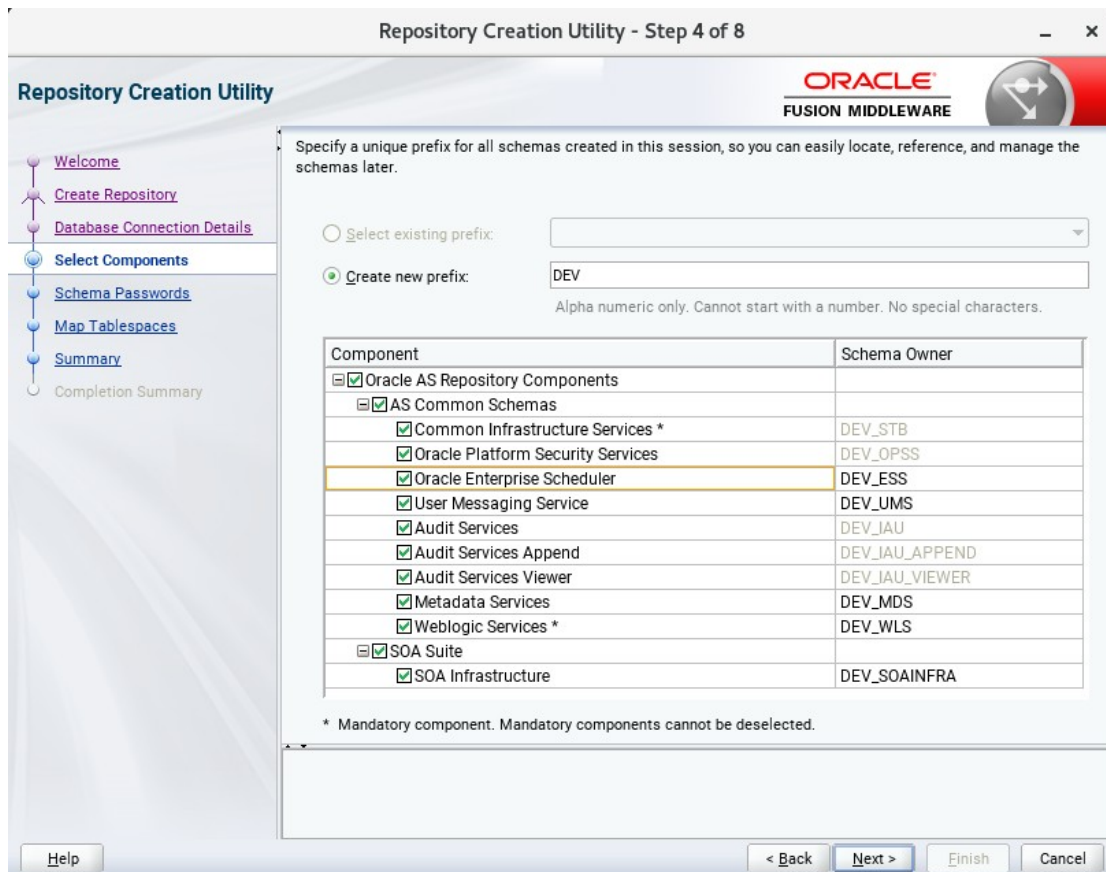 Repository Creation Utility - Step 4 of 8
Repository Creation Utility
ORACLE
FUSION MIDDLEWARE
Welcome
Create Repository
Database Connection Details
Select Components
Schema Passwords
Map Tablespaces
Summary
Completion Summary
Specify a unique prefix for all schemas created in this session, so you can easily locate, reference, and manage the
schemas later.
Select existing prefix:
Create new prefix: DEV
Alpha numeric only. Cannot start with a number. No special characters.
Component Schema Owner
Oracle AS Repository Components
AS Common Schemas
Common Infrastructure Services * DEV_STB
Oracle Platform Security Services DEV_OPSS
Oracle Enterprise Scheduler DEV_ESS
User Messaging Service DEV_UMS
Audit Services DEV_IAU
Audit Services Append DEV_IAU_APPEND
Audit Services Viewer DEV_IAU_VIEWER
Metadata Services DEV_MDS
Weblogic Services * DEV_WLS
SOA Suite
SOA Infrastructure DEV_SOAINFRA
* Mandatory component. Mandatory components cannot be deselected.
Help < Back Next > Finish Cancel